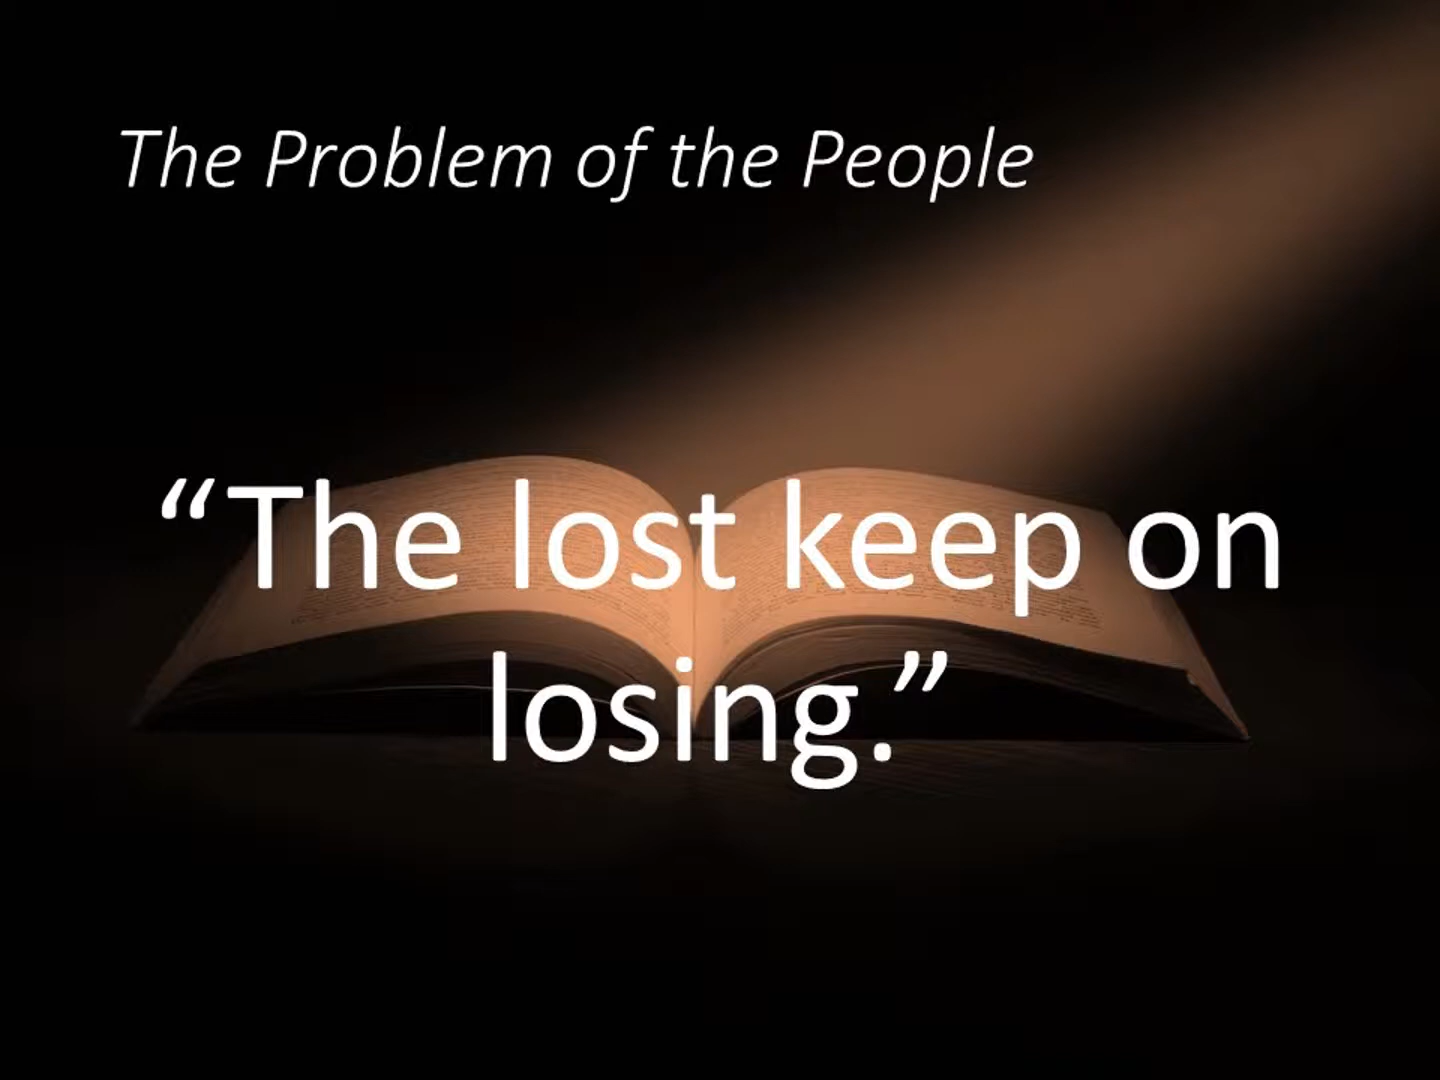 The Problem of the People
“The lost keep on
losing.”